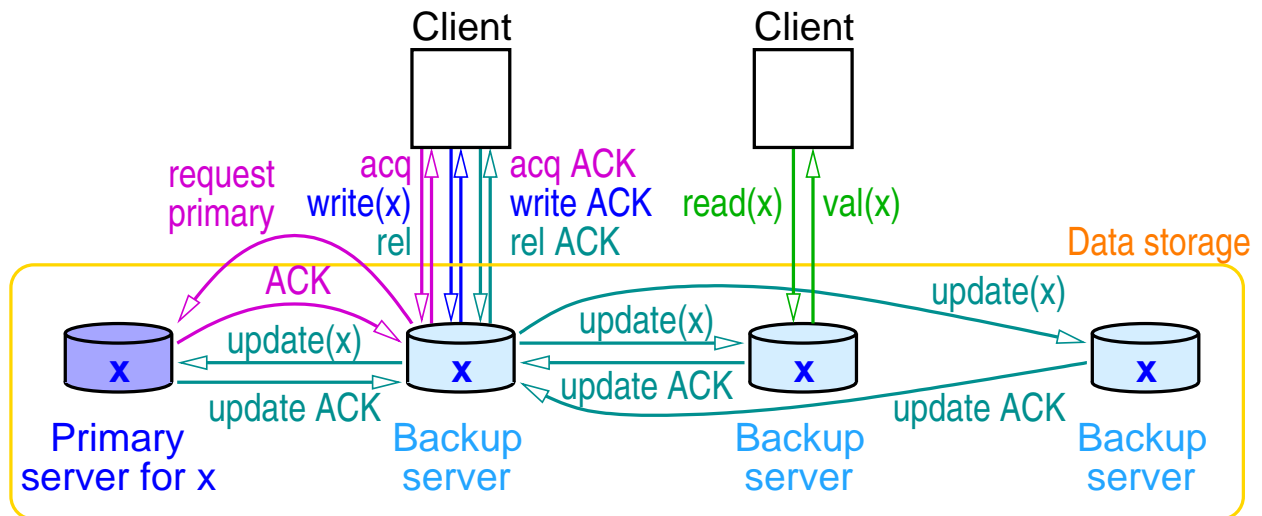 Client
Client
request
primary
acq
write(x)
rel
acq ACK
write ACK
rel ACK
read(x)
val(x)
Data storage
ACK
update(x)
update ACK
update(x)
update ACK
update(x)
update ACK
x
x
x
x
Primary
server for x
Backup
server
Backup
server
Backup
server